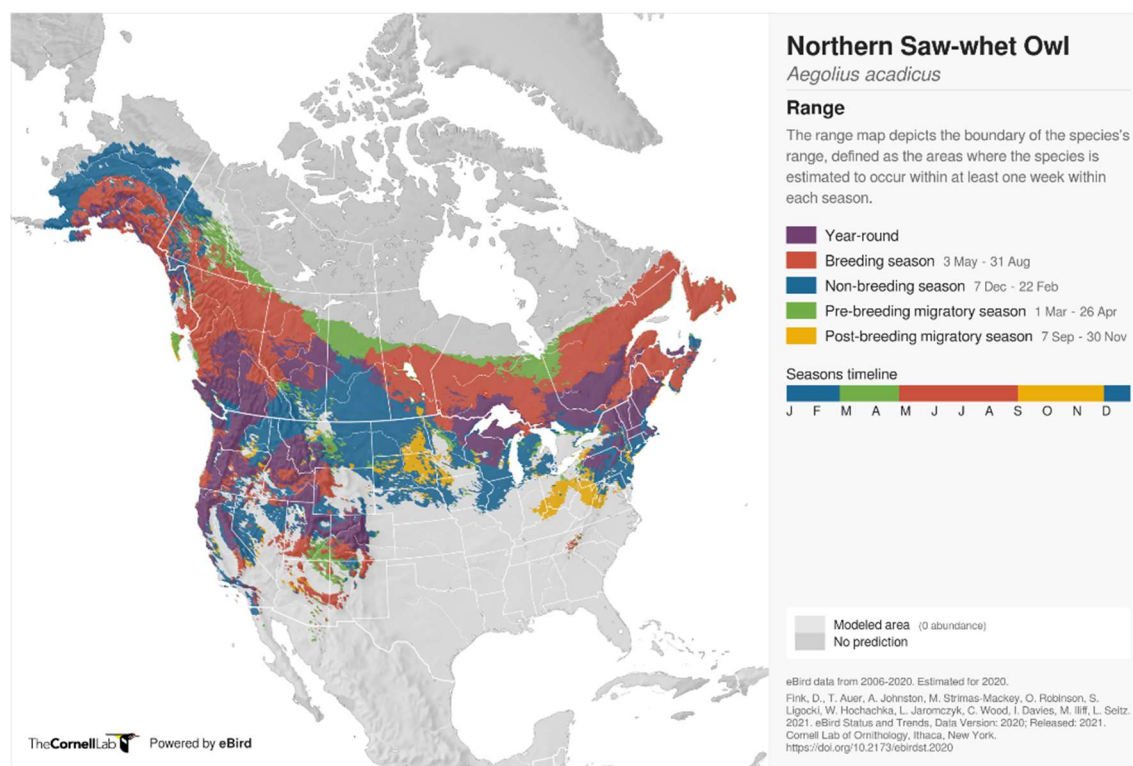 Northern Saw-whet Owl
Aegolius acadicus
Range
The range map depicts the boundary of the species's
range, defined as the areas where the species is
estimated to occur within at least one week within
each season.
Year-round
Breeding season 3 May - 31 Aug
Non-breeding season 7 Dec - 22 Feb
Pre-breeding migratory season 1 Mar - 26 Apr
Post-breeding migratory season 7 Sep - 30 Nov
Seasons timeline
J F M A M J J A S O N D
Modeled area (0 abundance)
No prediction
eBird data from 2006-2020. Estimated for 2020.
Fink, D., T. Auer, A. Johnston, M. Strimas-Mackey, O. Robinson, S.
Ligocki, W. Hochachka, L. Jaromczyk, C. Wood, I. Davies, M. Iliff, L. Seitz.
2021. eBird Status and Trends, Data Version: 2020; Released: 2021.
Cornell Lab of Ornithology, Ithaca, New York.
https://doi.org/10.2173/ebirdst.2020
TheCornellLab Powered by eBird